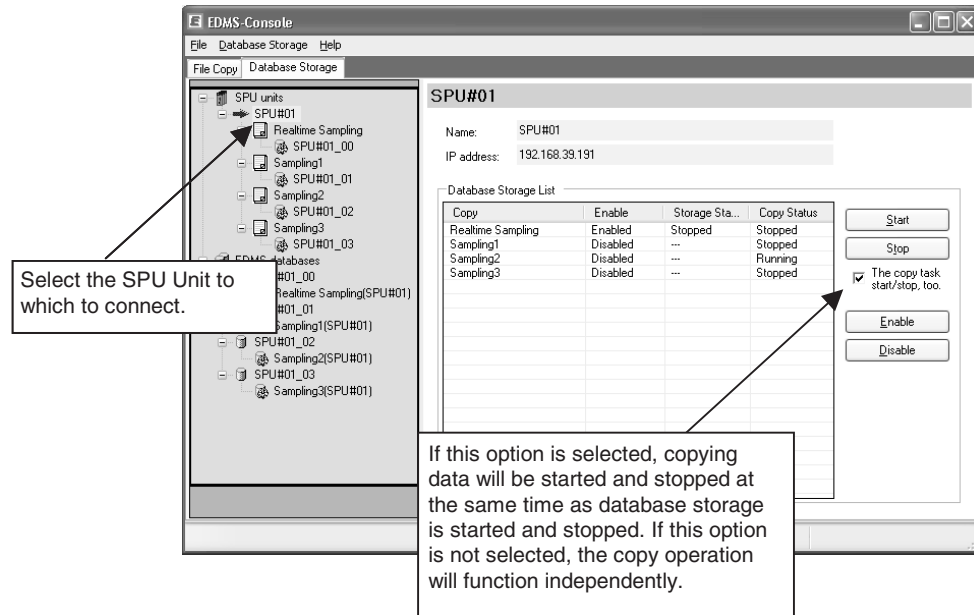 EDMS-Console
File Database Storage Help
File Copy Database Storage
SPU units
SPU#01
Realtime Sampling
SPU#01_00
Sampling1
SPU#01_01
Sampling2
SPU#01_02
Sampling3
SPU#01_03
EDMS databases
#01_00
Realtime Sampling(SPU#01)
#01_01
Sampling1(SPU#01)
SPU#01_02
Sampling2(SPU#01)
SPU#01_03
Sampling3(SPU#01)
SPU#01
Name: SPU#01
IP address: 192.168.39.191
Database Storage List
Copy Enable Storage Sta... Copy Status
Realtime Sampling Enabled Stopped Stopped
Sampling1 Disabled --- Stopped
Sampling2 Disabled --- Running
Sampling3 Disabled --- Stopped
Start
Stop
The copy task
start/stop, too.
Enable
Disable
Select the SPU Unit to
which to connect.
If this option is selected, copying
data will be started and stopped at
the same time as database storage
is started and stopped. If this option
is not selected, the copy operation
will function independently.